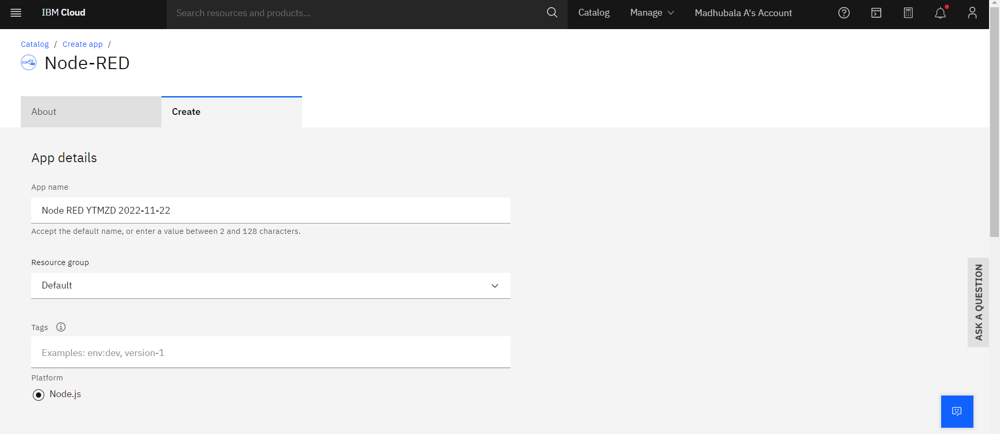 IBM Cloud
Search resources and products...
Catalog
Manage
Madhubala A's Account
Catalog / Create app /
Node-RED
About
Create
App details
App name
Node RED YTMZD 2022-11-22
Accept the default name, or enter a value between 2 and 128 characters.
Resource group
Default
Tags
Examples: env:dev, version-1
Platform
Node.js
ASK A QUESTION